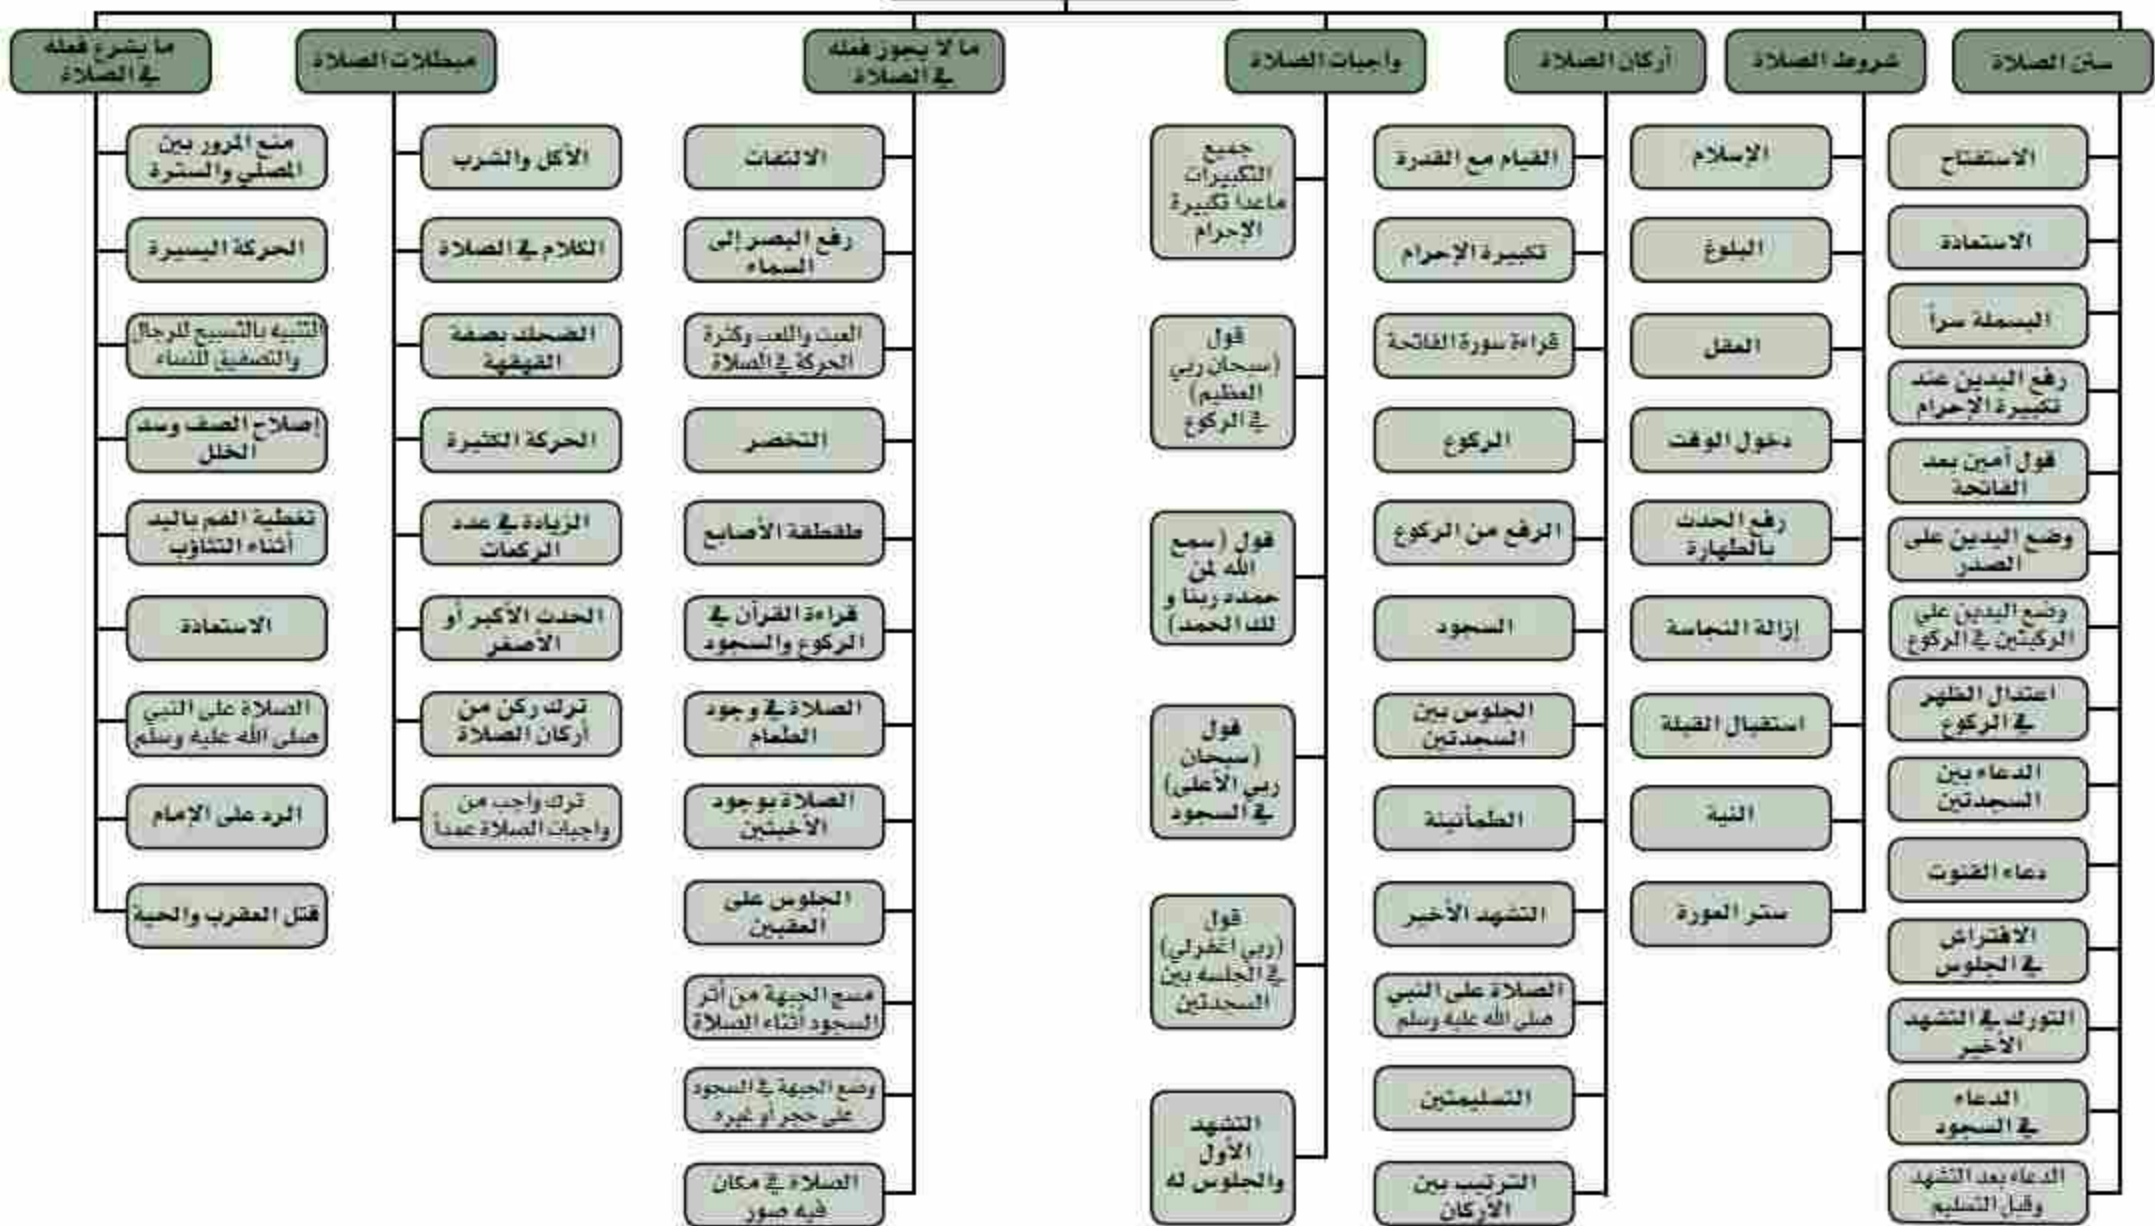 سنن الصلاة
الاستفتاح
الاستعاذة
البسملة سراً
رفع اليدين عند
تكبيرة الإحرام
قول أمين بعد
الفاتحة
وضع اليدين على
الصدر
وضع اليدين على
الركبتين في الركوع
اعتدال الظهر
في الركوع
الدعاء بين
السجدتين
دعاء القنوت
الافتراش
في الجلوس
التورك في التشهد
الأخير
الدعاء
في السجود
الدعاء بعد التشهد
وقبل التسليم
شروط الصلاة
الإسلام
البلوغ
العقل
دخول الوقت
رفع الحدث
بالطهارة
إزالة النجاسة
استقبال القبلة
النية
ستر العورة
أركان الصلاة
القيام مع القدرة
تكبيرة الإحرام
قراءة سورة الفاتحة
الركوع
الرفع من الركوع
السجود
الجلوس بين
السجدتين
الطمأنينة
التشهد الأخير
الصلاة على النبي
صلى الله عليه وسلم
التسليمتين
الترتيب بين
الأركان
واجبات الصلاة
جميع
التكبيرات
ماعدا تكبيرة
الإحرام
قول
(سبحان ربي
العظيم)
في الركوع
قول (سمع
الله لمن
حمده ربنا و
لك الحمد)
قول
(سبحان
ربي الأعلى)
في السجود
قول
(ربي اغفرلي)
في الجلسه بين
السجدتين
التشهد
الأول
والجلوس له
ما لا يجوز فعله
في الصلاة
الالتفات
رفع البصر إلى
السماء
العبث واللعب وكثرة
الحركة في الصلاة
التخصر
طقطقة الأصابع
قراءة القرآن في
الركوع والسجود
الصلاة في وجود
الطعام
الصلاة بوجود
الأخبثين
الجلوس على
العقبين
مسح الجبهة من أثر
السجود أثناء الصلاة
وضع الجبهة في السجود
على حجر أو غيره
الصلاة في مكان
فيه صور
مبطلات الصلاة
الأكل والشرب
الكلام في الصلاة
الضحك بصفة
القهقهة
الحركة الكثيرة
الزيادة في عدد
الركعات
الحدث الأكبر أو
الأصغر
ترك ركن من
أركان الصلاة
ترك واجب من
واجبات الصلاة عمداً
ما يشرع فعله
في الصلاة
منع المرور بين
المصلي والسترة
الحركة اليسيرة
التنبيه بالتسبيح للرجال
والتصفيق للنساء
إصلاح الصف وسد
الخلل
تغطية الفم باليد
أثناء التثاؤب
الاستعاذة
الصلاة على النبي
صلى الله عليه وسلم
الرد على الإمام
قتل العقرب والحية